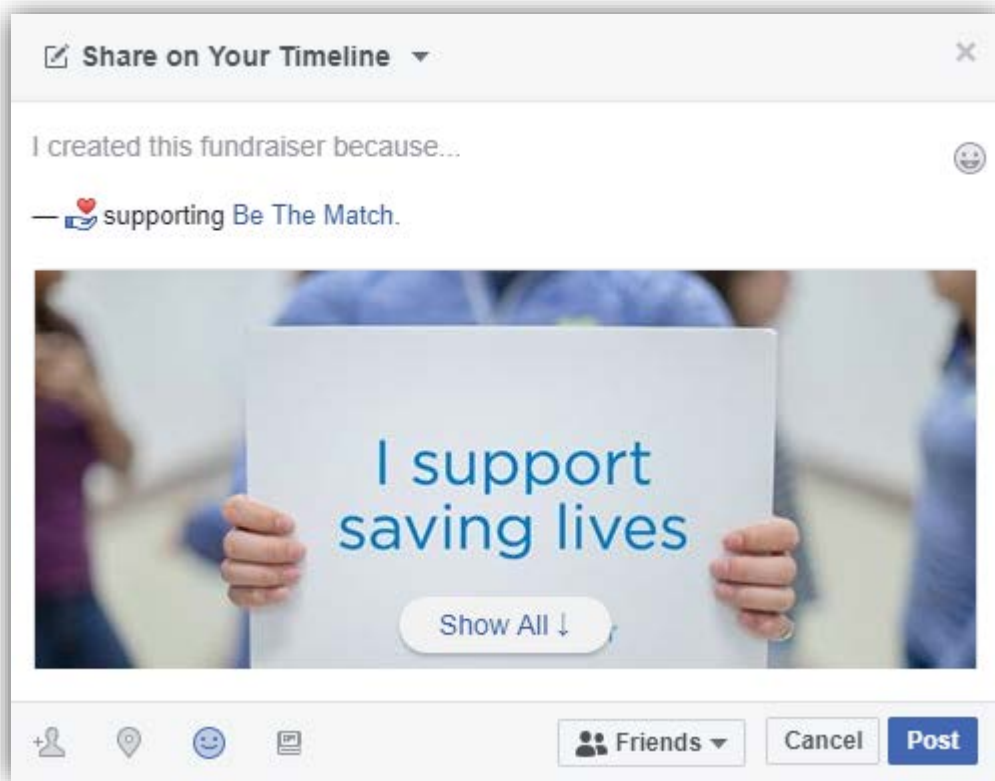 Share on Your Timeline
I created this fundraiser because...
— supporting Be The Match.
I support
saving lives
Show All ↓
Friends
Cancel
Post